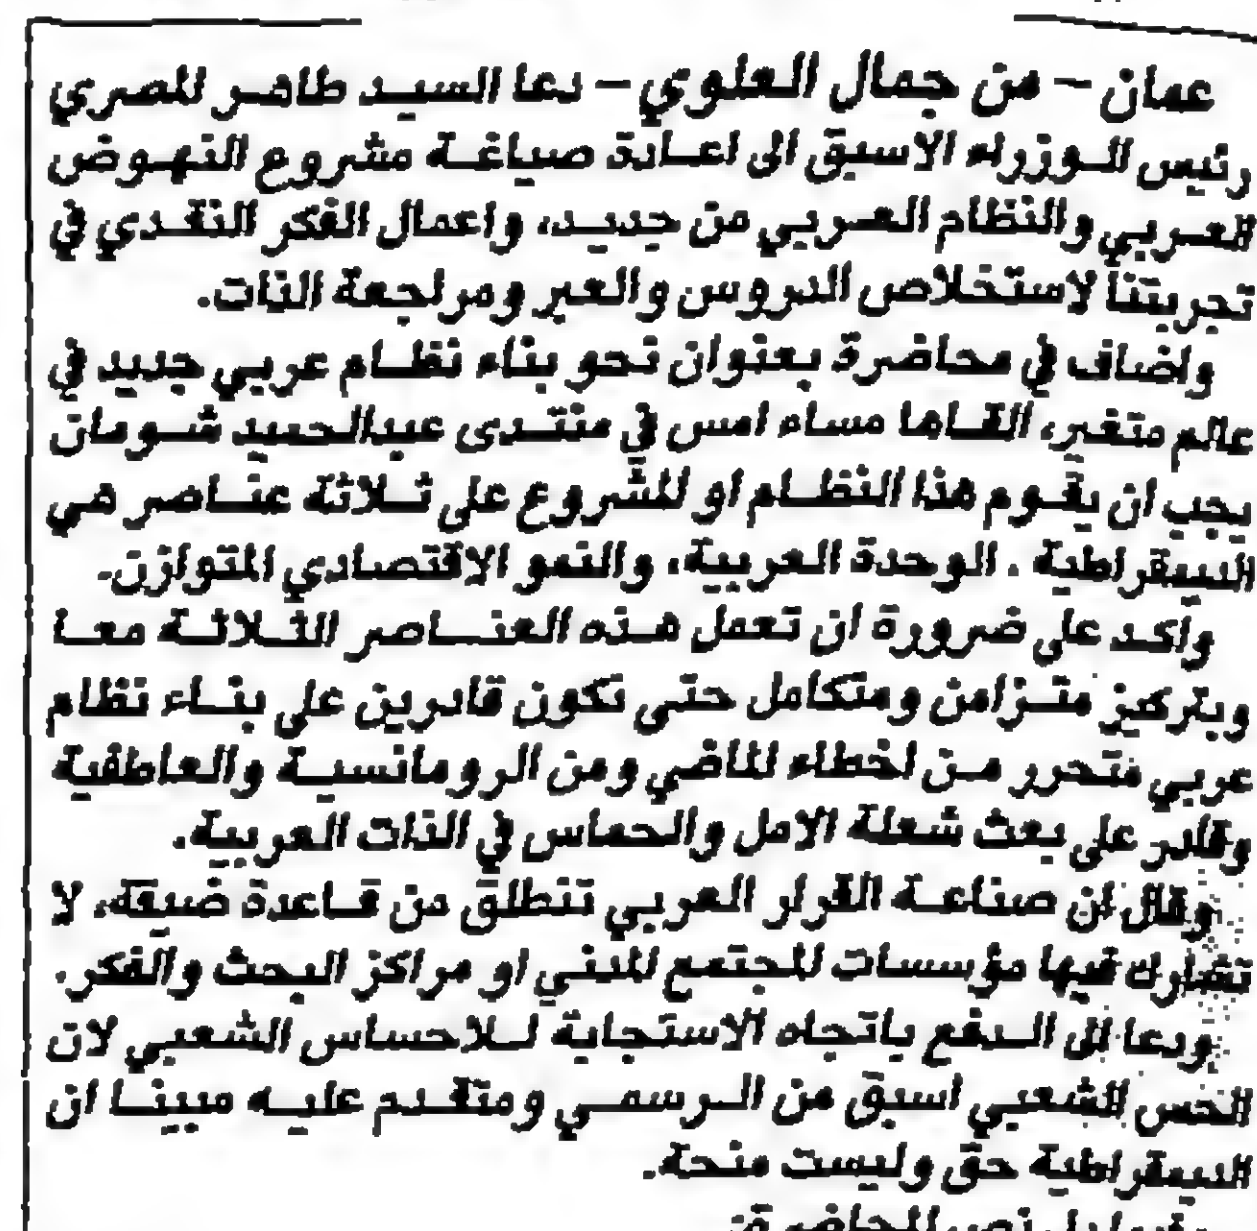 عمان – من جمال العلوي – دعا السيد طاهر المصري
رئيس الوزراء الاسبق الى اعادة صياغة مشروع النهوض
العربي والنظام العربي من جديد، واعمال الفكر النقدي في
تجربتنا لاستخلاص الدروس والعبر ومراجعة الذات.
واضاف في محاضرة بعنوان نحو بناء نظام عربي جديد في
عالم متغير، القاها مساء امس في منتدى عبدالحميد شومان
يجب ان يقوم هذا النظام او المشروع على ثلاثة عناصر هي
الديمقراطية ، الوحدة العربية، والنمو الاقتصادي المتوازن.
واكد على ضرورة ان تعمل هذه العناصر الثلاثة معا
وبتركيز متزامن ومتكامل حتى نكون قادرين على بناء نظام
عربي متحرر من اخطاء الماضي ومن الرومانسية والعاطفية
وقادر على بعث شعلة الامل والحماس في الذات العربية.
وقال ان صناعة القرار العربي تنطلق من قاعدة ضيقة، لا
تشارك فيها مؤسسات المجتمع المدني او مراكز البحث والفكر.
ودعا الى الدفع باتجاه الاستجابة للاحساس الشعبي لان
الحس الشعبي اسبق من الرسمي ومتقدم عليه مبينا ان
الديمقراطية حق وليست منحة.
نص المحاضرة: